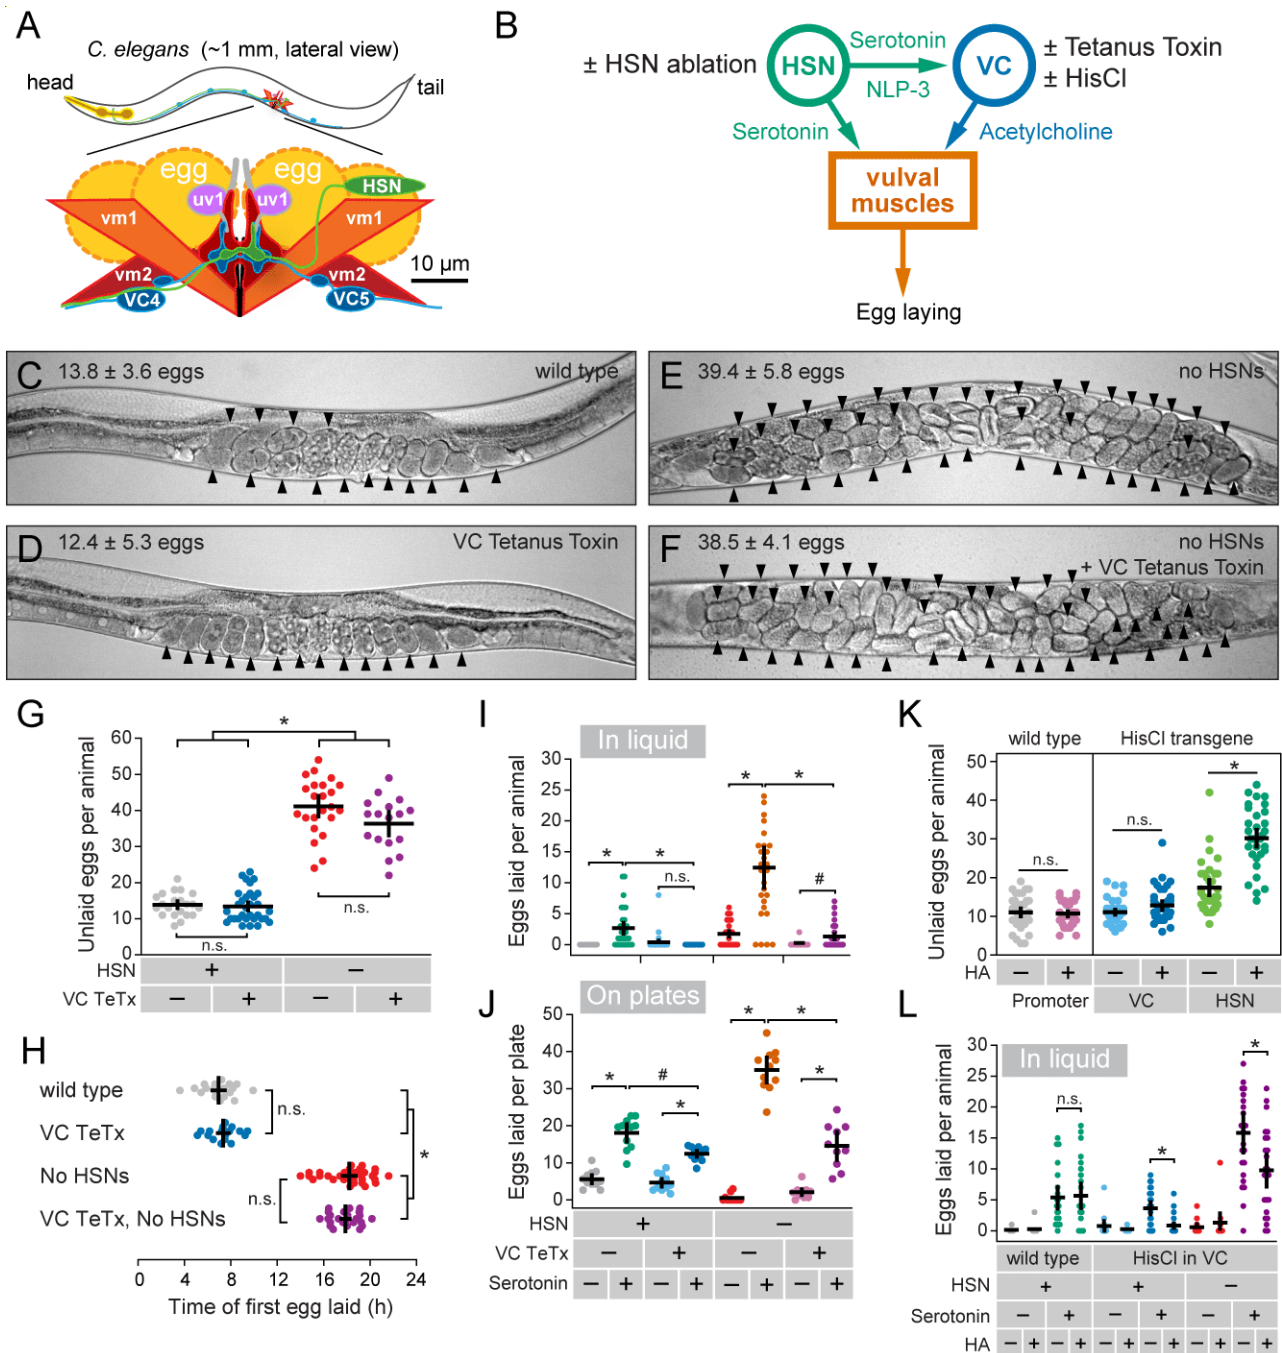 A
C. elegans (~1 mm, lateral view)
head
tail
egg
egg
HSN
uv1
uv1
vm1
vm1
vm2
vm2
VC4
VC5
10 µm
B
± HSN ablation
HSN
Serotonin
NLP-3
VC
± Tetanus Toxin
± HisCl
Serotonin
Acetylcholine
vulval
muscles
Egg laying
C
13.8 ± 3.6 eggs
wild type
D
12.4 ± 5.3 eggs
VC Tetanus Toxin
E
39.4 ± 5.8 eggs
no HSNs
F
38.5 ± 4.1 eggs
no HSNs
+ VC Tetanus Toxin
G
Unlaid eggs per animal
60
50
40
30
20
10
0
*
n.s.
n.s.
HSN + −
VC TeTx − + − +
H
wild type
VC TeTx
No HSNs
VC TeTx, No HSNs
n.s.
n.s.
*
0 4 8 12 16 20 24
Time of first egg laid (h)
I
In liquid
Eggs laid per animal
30
25
20
15
10
5
0
* * n.s. * * #
J
On plates
Eggs laid per plate
50
40
30
20
10
0
* # * * * *
HSN + −
VC TeTx − + − +
Serotonin − + − + − + − +
K
wild type
HisCl transgene
Unlaid eggs per animal
50
40
30
20
10
0
n.s. n.s. *
HA − + − + − +
Promoter VC HSN
L
In liquid
Eggs laid per animal
30
25
20
15
10
5
0
n.s. * *
wild type HisCl in VC
HSN + + −
Serotonin − + − + − +
HA − + − + − + − + − + − +